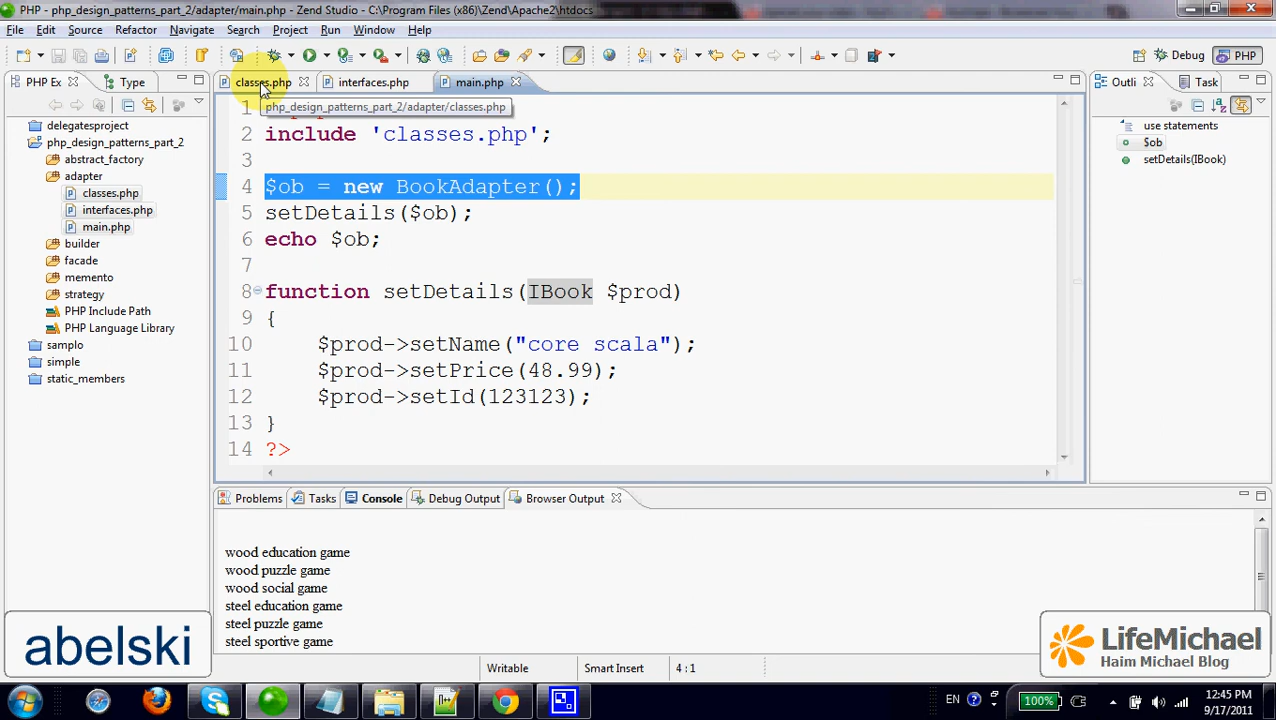 PHP - php_design_patterns_part_2/adapter/main.php - Zend Studio - C:\Program Files (x86)\Zend\Apache2\htdocs
File Edit Source Refactor Navigate Search Project Run Window Help
Debug PHP
PHP Ex Type
classes.php interfaces.php main.php
Outli Task
php_design_patterns_part_2/adapter/classes.php
delegatesproject
php_design_patterns_part_2
abstract_factory
adapter
classes.php
interfaces.php
main.php
builder
facade
memento
strategy
PHP Include Path
PHP Language Library
samplo
simple
static_members
1
2 include 'classes.php';
3
4 $ob = new BookAdapter();
5 setDetails($ob);
6 echo $ob;
7
8 function setDetails(IBook $prod)
9 {
10 $prod->setName("core scala");
11 $prod->setPrice(48.99);
12 $prod->setId(123123);
13 }
14 ?>
use statements
$ob
setDetails(IBook)
Problems Tasks Console Debug Output Browser Output
wood education game
wood puzzle game
wood social game
steel education game
steel puzzle game
steel sportive game
abelski
LifeMichael
Haim Michael Blog
Writable Smart Insert 4 : 1
EN 100% 12:45 PM
9/17/2011